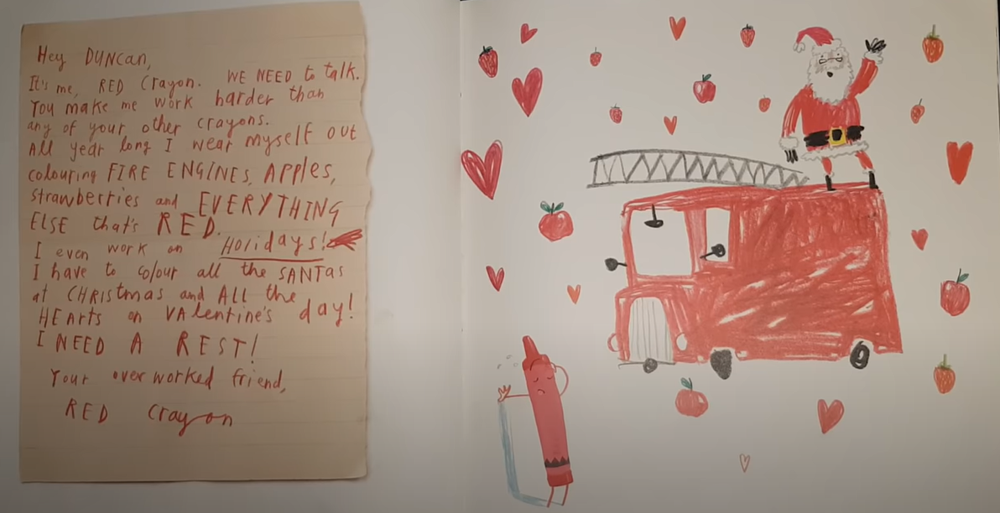 Hey DUNCAN,
It's me, RED Crayon. WE NEED to talk.
You make me work harder than
any of your other crayons.
All year long I wear myself out
colouring FIRE ENGINES, APPles,
strawberries and EVERYTHING
ELSE that's RED.
I even work on Holidays!
I have to colour all the SANTAs
at CHRistmas and All the
HEArts on VAlentine's day!
I NEED A REST!
Your overworked friend,
RED Crayon